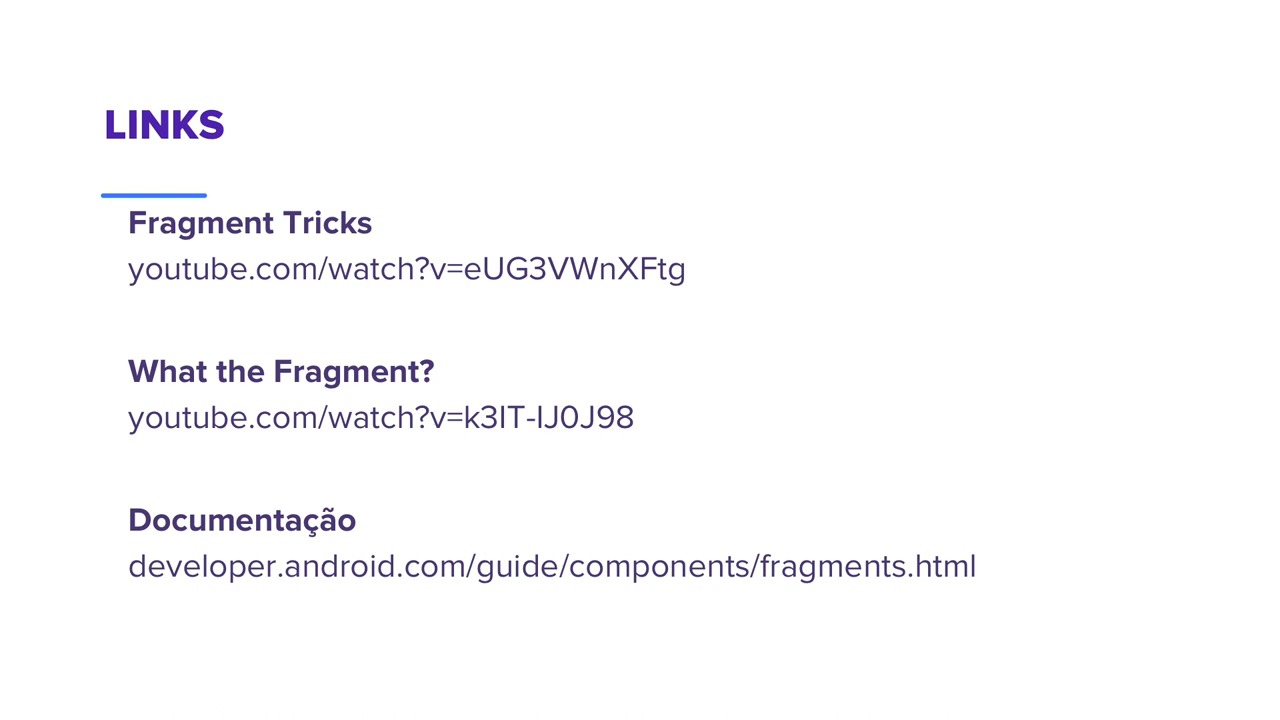 LINKS
Fragment Tricks
youtube.com/watch?v=eUG3VWnXFtg
What the Fragment?
youtube.com/watch?v=k3IT-IJ0J98
Documentação
developer.android.com/guide/components/fragments.html